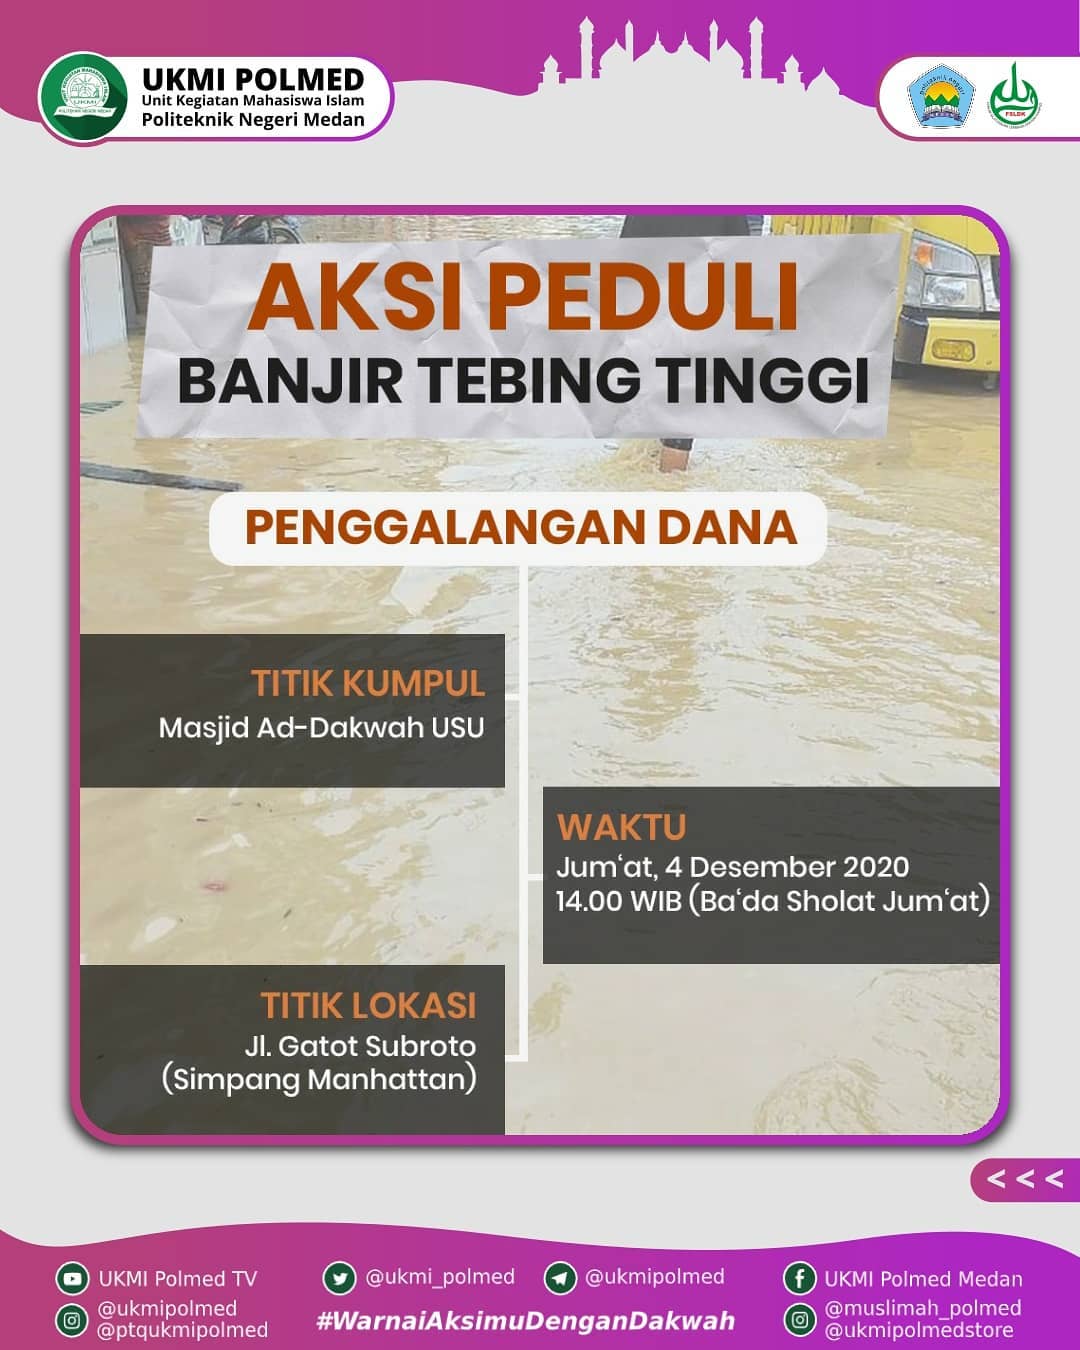 UKMI POLMED
Unit Kegiatan Mahasiswa Islam
Politeknik Negeri Medan
UKMI
FSLDK
AKSI PEDULI
BANJIR TEBING TINGGI
PENGGALANGAN DANA
TITIK KUMPUL
Masjid Ad-Dakwah USU
WAKTU
Jum‘at, 4 Desember 2020
14.00 WIB (Ba‘da Sholat Jum‘at)
TITIK LOKASI
Jl. Gatot Subroto
(Simpang Manhattan)
<<<
UKMI Polmed TV
@ukmi_polmed
@ukmipolmed
UKMI Polmed Medan
@ukmipolmed
@ptqukmipolmed
#WarnaiAksimuDenganDakwah
@muslimah_polmed
@ukmipolmedstore